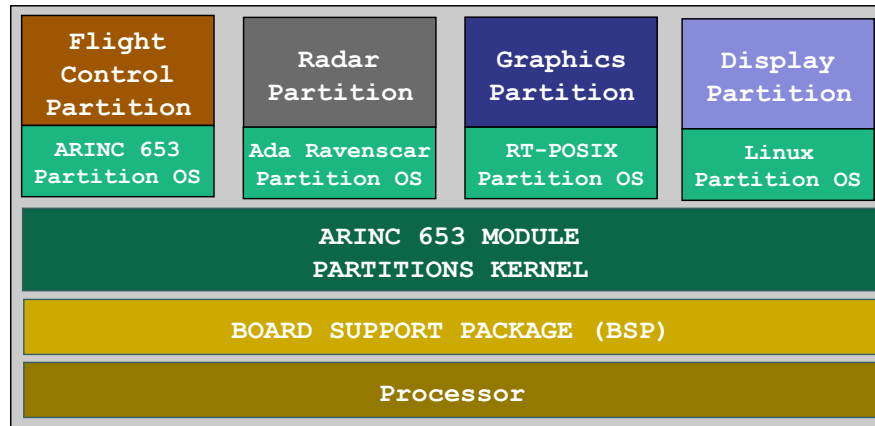 Flight
Control
Partition
ARINC 653
Partition OS
Radar
Partition
Ada Ravenscar
Partition OS
Graphics
Partition
RT-POSIX
Partition OS
Display
Partition
Linux
Partition OS
ARINC 653 MODULE
PARTITIONS KERNEL
BOARD SUPPORT PACKAGE (BSP)
Processor